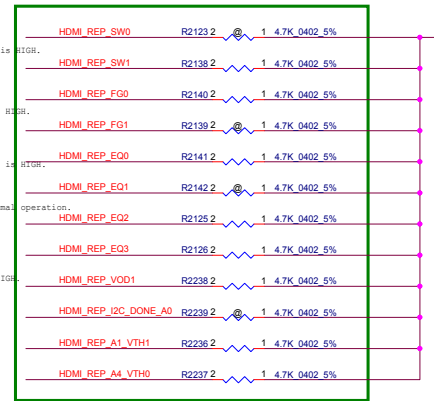 HDMI_REP_SW0 R2123 2 @ 1 4.7K_0402_5%
is HIGH.
HDMI_REP_SW1 R2138 2 1 4.7K_0402_5%
HDMI_REP_FG0 R2140 2 1 4.7K_0402_5%
HIGH.
HDMI_REP_FG1 R2139 2 @ 1 4.7K_0402_5%
HDMI_REP_EQ0 R2141 2 1 4.7K_0402_5%
is HIGH.
HDMI_REP_EQ1 R2142 2 @ 1 4.7K_0402_5%
mal operation.
HDMI_REP_EQ2 R2125 2 1 4.7K_0402_5%
HDMI_REP_EQ3 R2126 2 1 4.7K_0402_5%
IGH.
HDMI_REP_VOD1 R2238 2 1 4.7K_0402_5%
HDMI_REP_I2C_DONE_A0 R2239 2 @ 1 4.7K_0402_5%
HDMI_REP_A1_VTH1 R2236 2 1 4.7K_0402_5%
HDMI_REP_A4_VTH0 R2237 2 1 4.7K_0402_5%